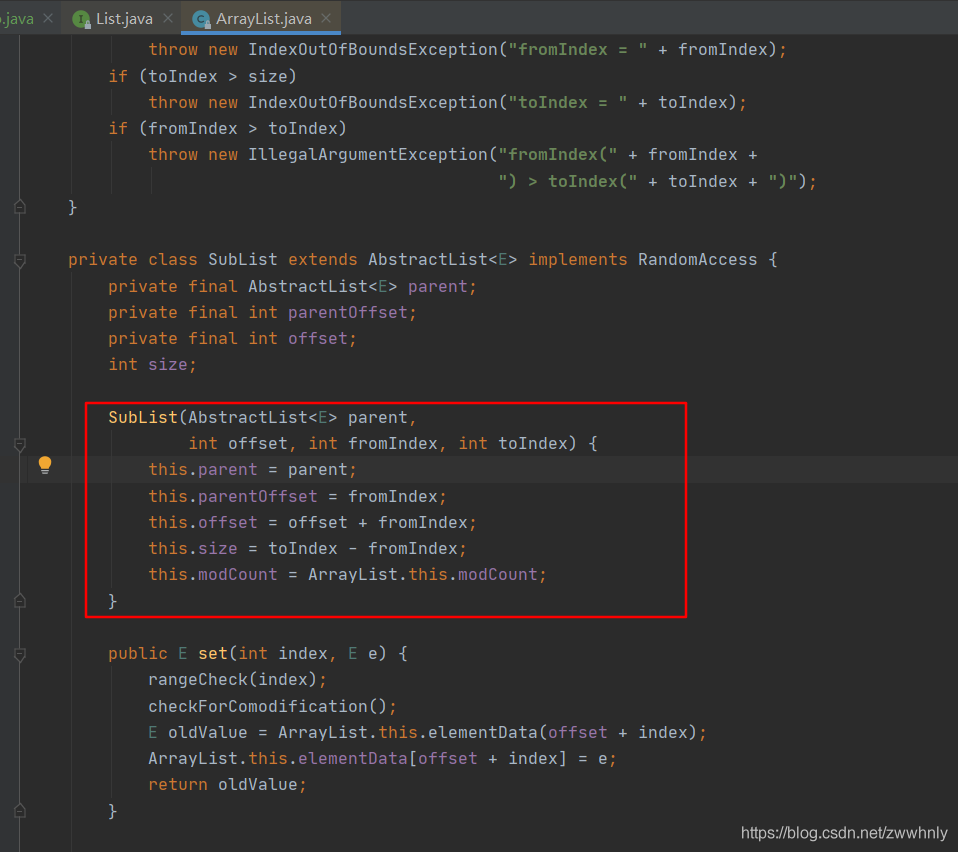 .java List.java ArrayList.java
throw new IndexOutOfBoundsException("fromIndex = " + fromIndex);
if (toIndex > size)
throw new IndexOutOfBoundsException("toIndex = " + toIndex);
if (fromIndex > toIndex)
throw new IllegalArgumentException("fromIndex(" + fromIndex +
") > toIndex(" + toIndex + ")");
}
private class SubList extends AbstractList<E> implements RandomAccess {
private final AbstractList<E> parent;
private final int parentOffset;
private final int offset;
int size;
SubList(AbstractList<E> parent,
int offset, int fromIndex, int toIndex) {
this.parent = parent;
this.parentOffset = fromIndex;
this.offset = offset + fromIndex;
this.size = toIndex - fromIndex;
this.modCount = ArrayList.this.modCount;
}
public E set(int index, E e) {
rangeCheck(index);
checkForComodification();
E oldValue = ArrayList.this.elementData(offset + index);
ArrayList.this.elementData[offset + index] = e;
return oldValue;
}
https://blog.csdn.net/zwwhnly